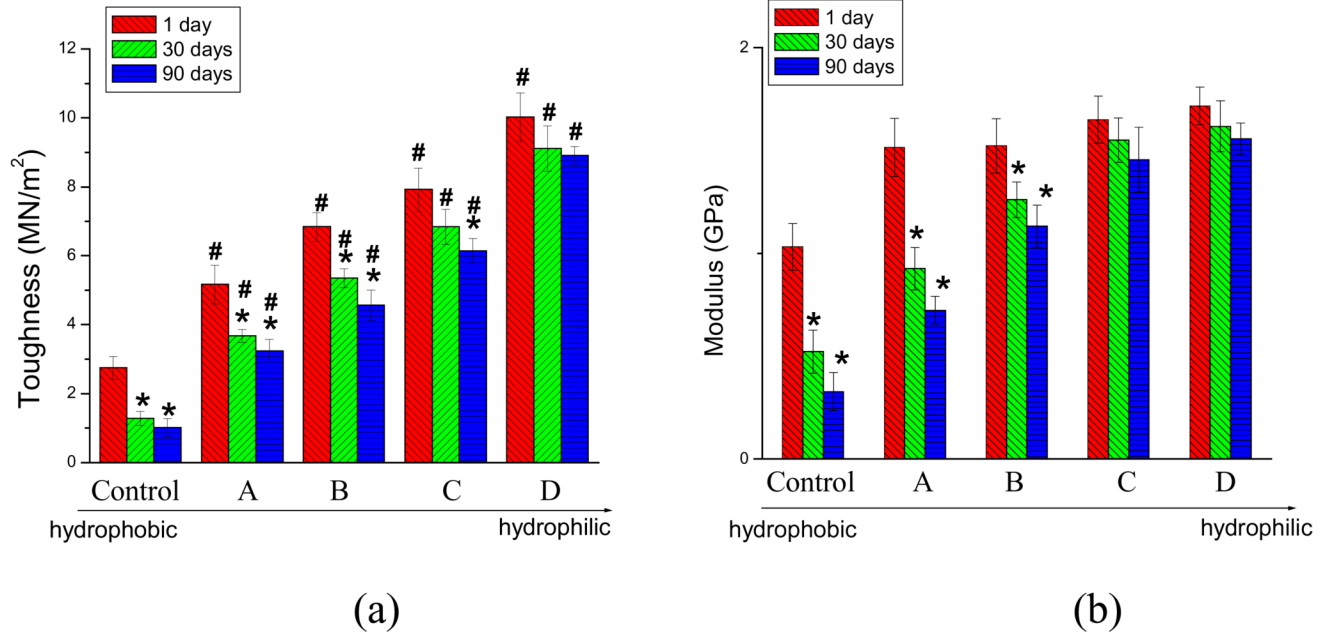 1 day
30 days
90 days
12
10
8
6
4
2
0
Toughness (MN/m²)
# # #
# # #
# # # *
# # * # *
# # * # *
* *
Control A B C D
hydrophobic hydrophilic
(a)
1 day
30 days
90 days
2
0
Modulus (GPa)
* *
* *
* *
Control A B C D
hydrophobic hydrophilic
(b)